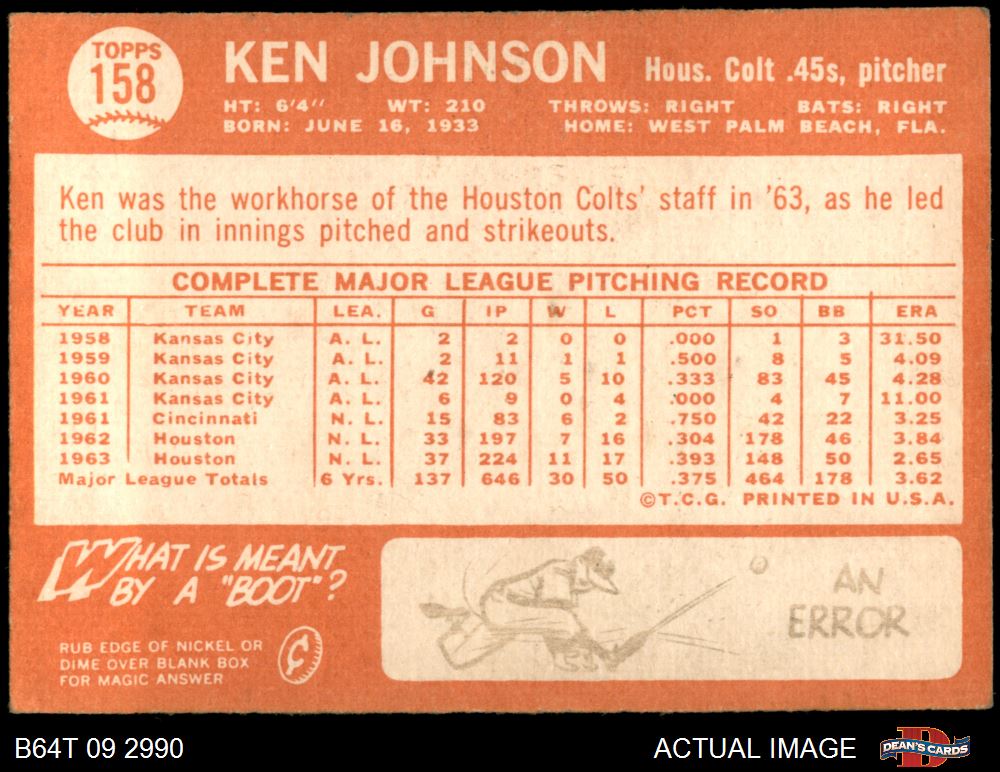 TOPPS
158
KEN JOHNSON Hous. Colt .45s, pitcher
HT: 6'4" WT: 210 THROWS: RIGHT BATS: RIGHT
BORN: JUNE 16, 1933 HOME: WEST PALM BEACH, FLA.
Ken was the workhorse of the Houston Colts' staff in '63, as he led
the club in innings pitched and strikeouts.
COMPLETE MAJOR LEAGUE PITCHING RECORD
YEAR TEAM LEA. G IP W L PCT SO BB ERA
1958 Kansas City A. L. 2 2 0 0 .000 1 3 31.50
1959 Kansas City A. L. 2 11 1 1 .500 8 5 4.09
1960 Kansas City A. L. 42 120 5 10 .333 83 45 4.28
1961 Kansas City A. L. 6 9 0 4 .000 4 7 11.00
1961 Cincinnati N. L. 15 83 6 2 .750 42 22 3.25
1962 Houston N. L. 33 197 7 16 .304 178 46 3.84
1963 Houston N. L. 37 224 11 17 .393 148 50 2.65
Major League Totals 6 Yrs. 137 646 30 50 .375 464 178 3.62
©T.C.G. PRINTED IN U.S.A.
WHAT IS MEANT
BY A "BOOT"?
RUB EDGE OF NICKEL OR
DIME OVER BLANK BOX
FOR MAGIC ANSWER
¢
AN
ERROR
B64T 09 2990 ACTUAL IMAGE
D
DEAN'S CARDS